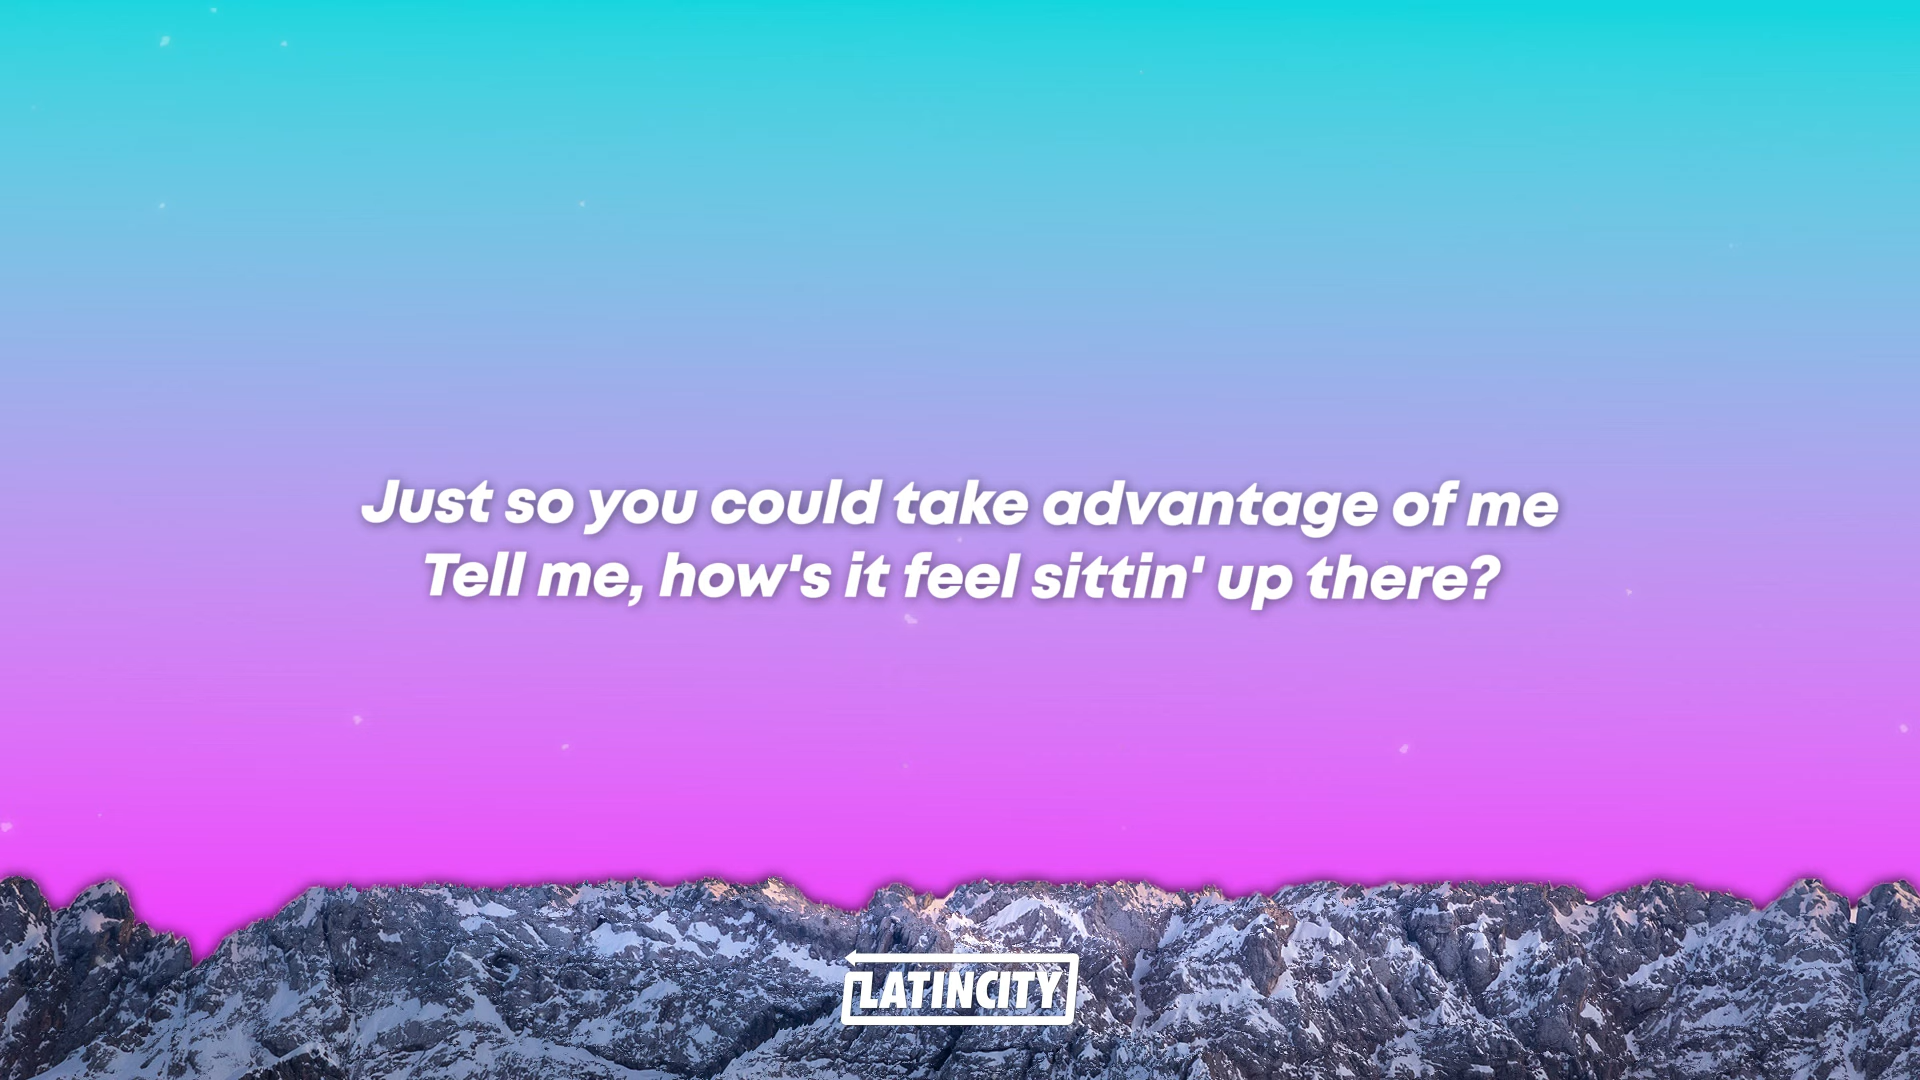 Just so you could take advantage of me
Tell me, how's it feel sittin' up there?
LATINCITY